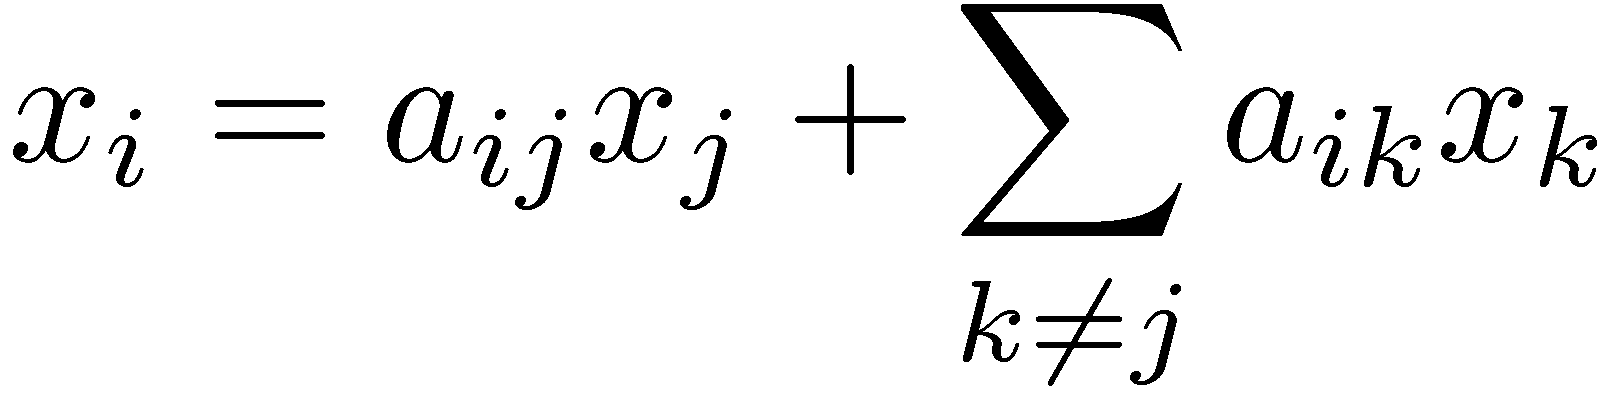 x_i = a_{ij} x_j + \sum_{k \neq j} a_{ik} x_k